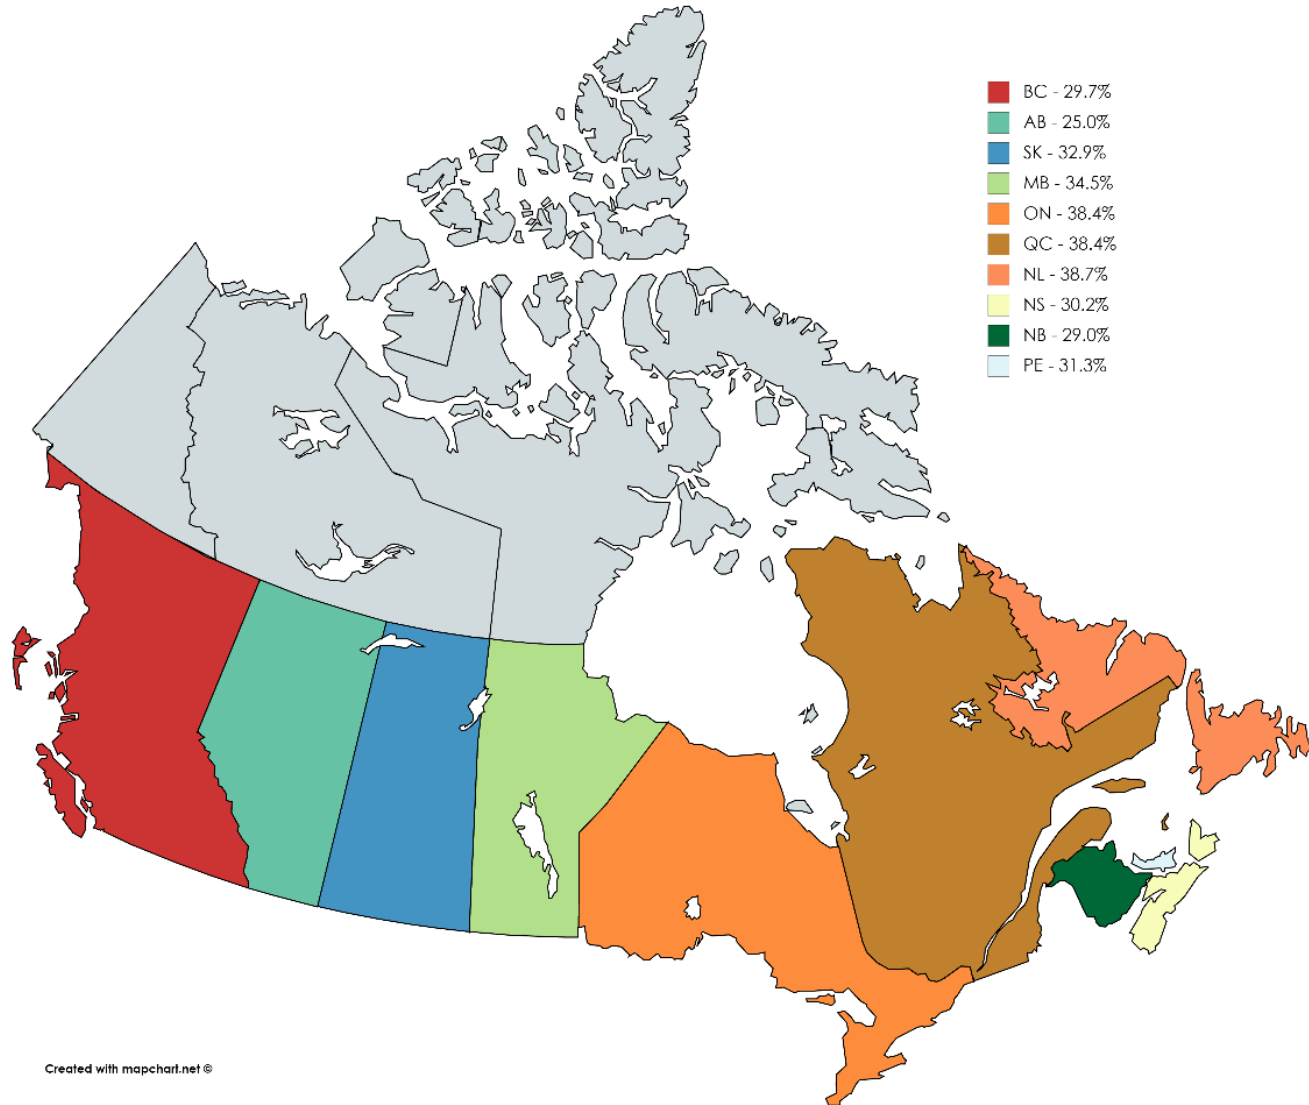 BC - 29.7%
AB - 25.0%
SK - 32.9%
MB - 34.5%
ON - 38.4%
QC - 38.4%
NL - 38.7%
NS - 30.2%
NB - 29.0%
PE - 31.3%
Created with mapchart.net ©